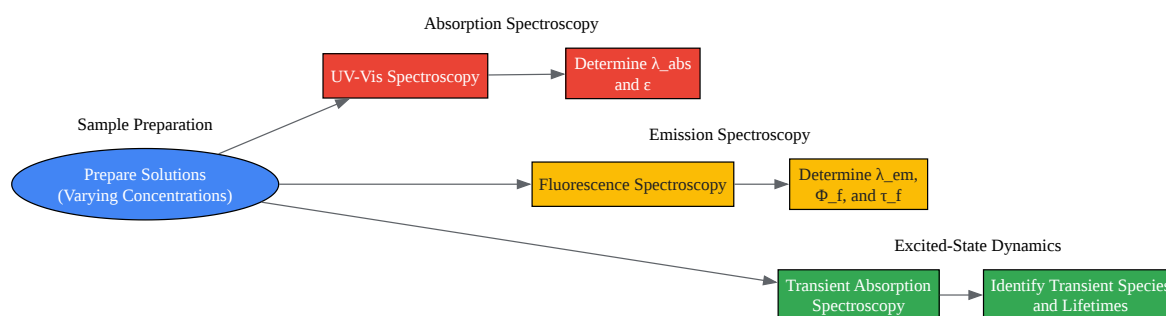 Absorption Spectroscopy
UV-Vis Spectroscopy
Determine λ_abs
and ε
Sample Preparation
Prepare Solutions
(Varying Concentrations)
Emission Spectroscopy
Fluorescence Spectroscopy
Determine λ_em,
Φ_f, and τ_f
Excited-State Dynamics
Transient Absorption
Spectroscopy
Identify Transient Species
and Lifetimes